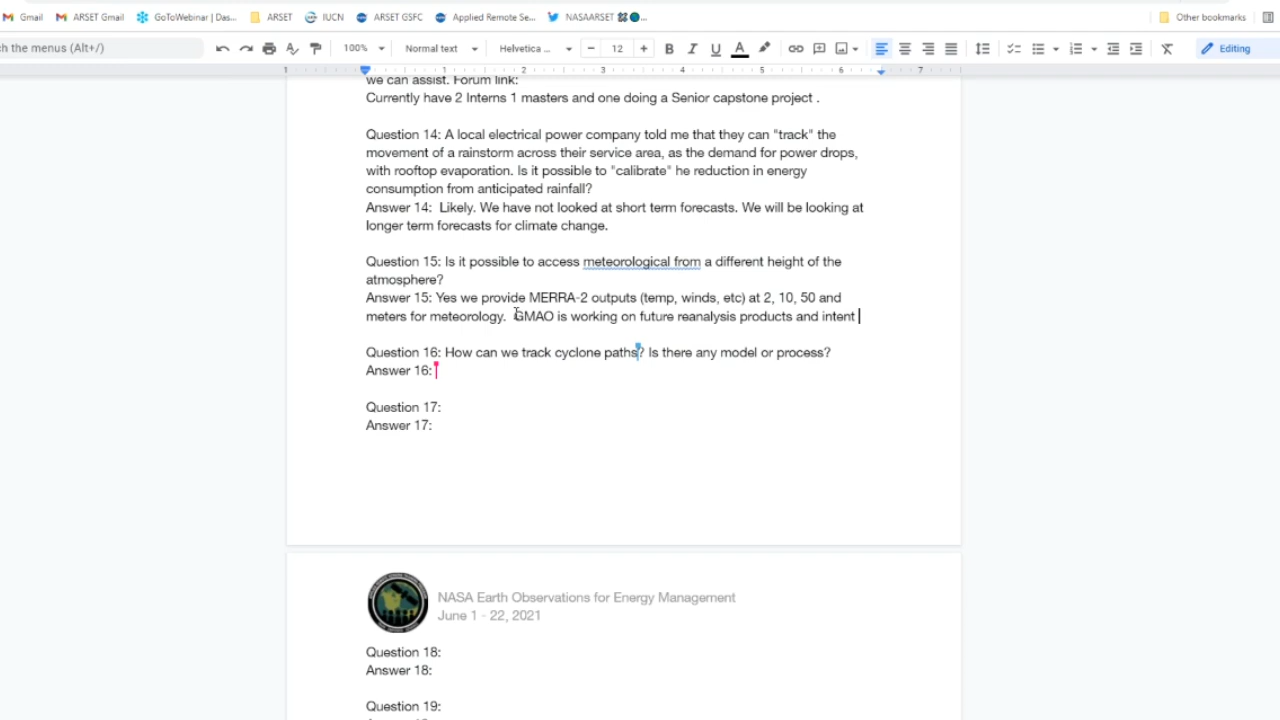 Gmail
ARSET Gmail
GoToWebinar | Das...
ARSET
IUCN
ARSET GSFC
Applied Remote Se...
NASAARSET
Other bookmarks
ch the menus (Alt+/)
100%
Normal text
Helvetica ...
12
B
I
U
A
Editing
1
1
2
3
4
5
6
7
we can assist. Forum link:
Currently have 2 Interns 1 masters and one doing a Senior capstone project .
Question 14: A local electrical power company told me that they can "track" the
movement of a rainstorm across their service area, as the demand for power drops,
with rooftop evaporation. Is it possible to "calibrate" he reduction in energy
consumption from anticipated rainfall?
Answer 14:  Likely. We have not looked at short term forecasts. We will be looking at
longer term forecasts for climate change.
Question 15: Is it possible to access meteorological from a different height of the
atmosphere?
Answer 15: Yes we provide MERRA-2 outputs (temp, winds, etc) at 2, 10, 50 and
meters for meteorology.  GMAO is working on future reanalysis products and intent
Question 16: How can we track cyclone paths? Is there any model or process?
Answer 16:
Question 17:
Answer 17:
NASA Earth Observations for Energy Management
June 1 - 22, 2021
Question 18:
Answer 18:
Question 19: